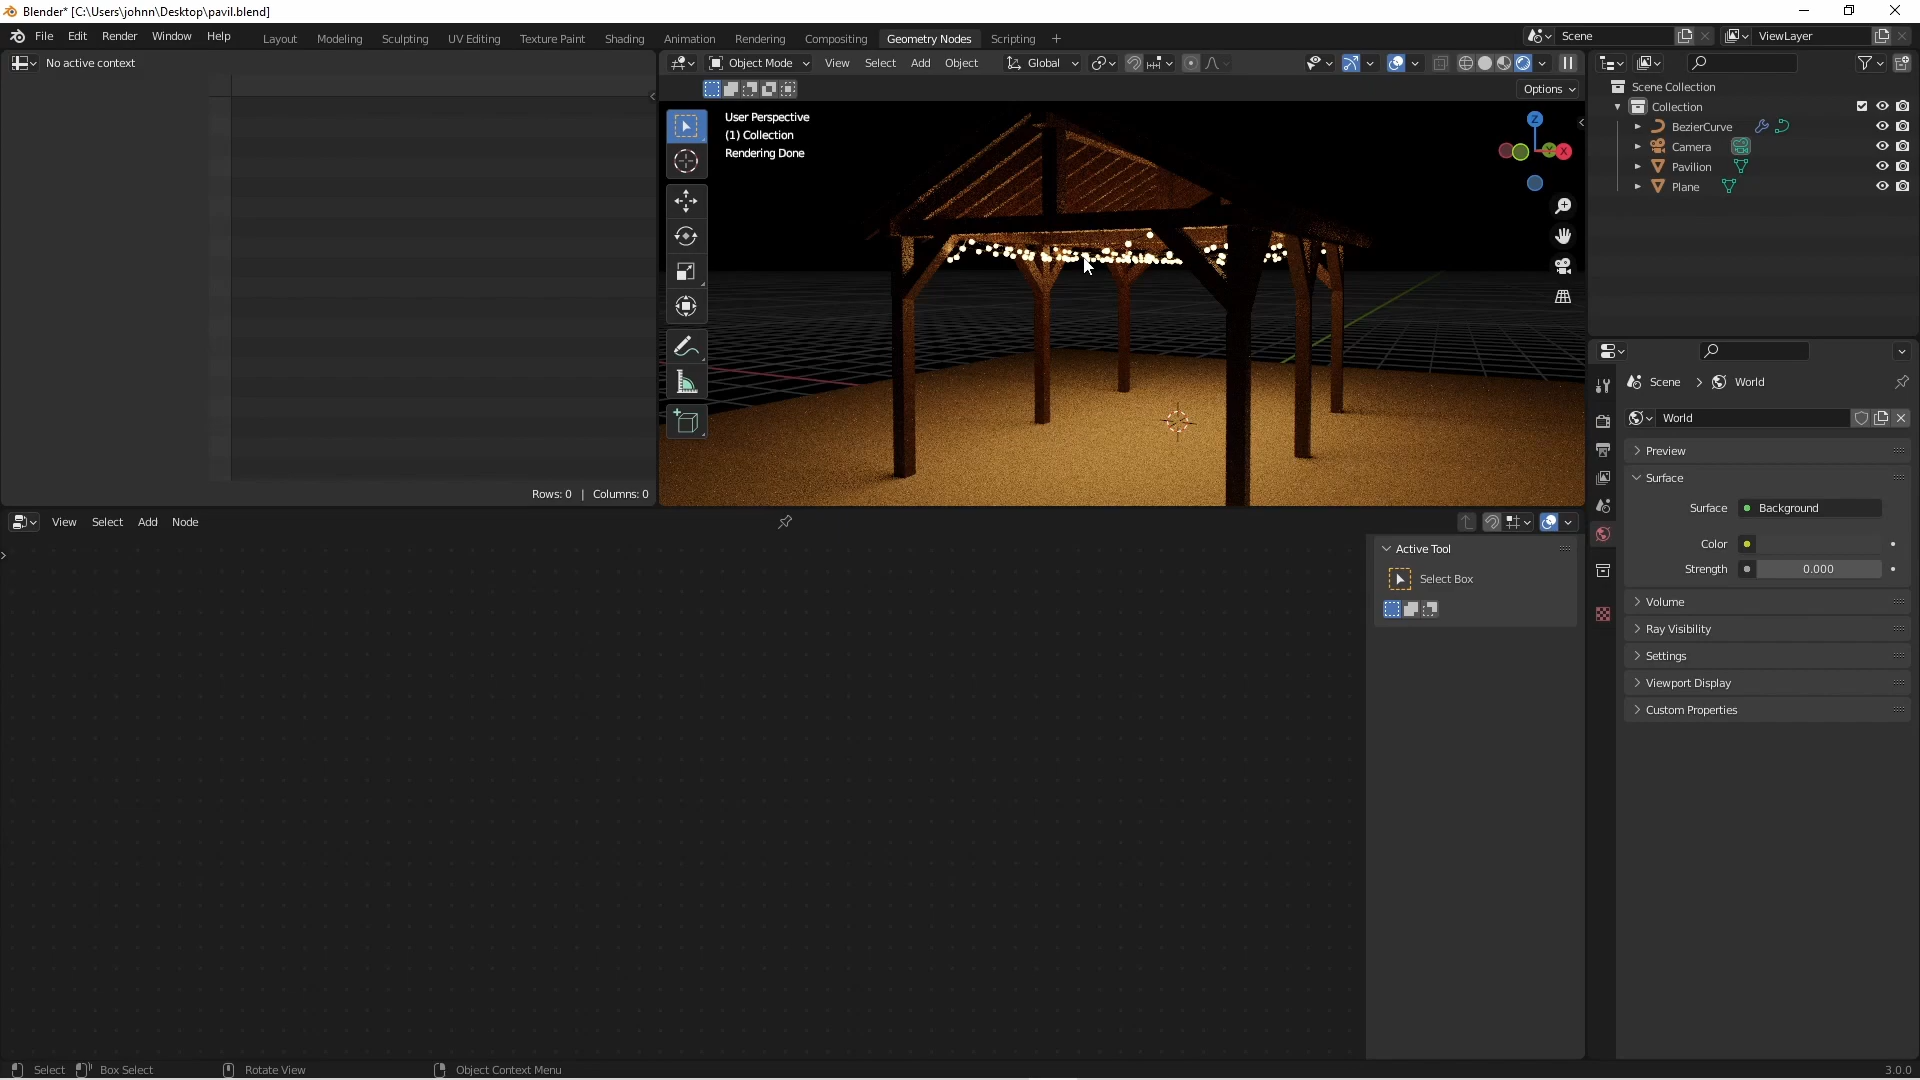 Blender* [C:\Users\johnn\Desktop\pavil.blend]
File Edit Render Window Help Layout Modeling Sculpting UV Editing Texture Paint Shading Animation Rendering Compositing Geometry Nodes Scripting + Scene ViewLayer
No active context
Object Mode View Select Add Object Global
Options
User Perspective
(1) Collection
Rendering Done
Z
Y
X
Rows: 0 | Columns: 0
Scene Collection
Collection
BezierCurve
Camera
Pavilion
Plane
Scene > World
World
Preview
Surface
Surface Background
Color
Strength 0.000
Volume
Ray Visibility
Settings
Viewport Display
Custom Properties
View Select Add Node
Active Tool
Select Box
Select Box Select Rotate View Object Context Menu 3.0.0